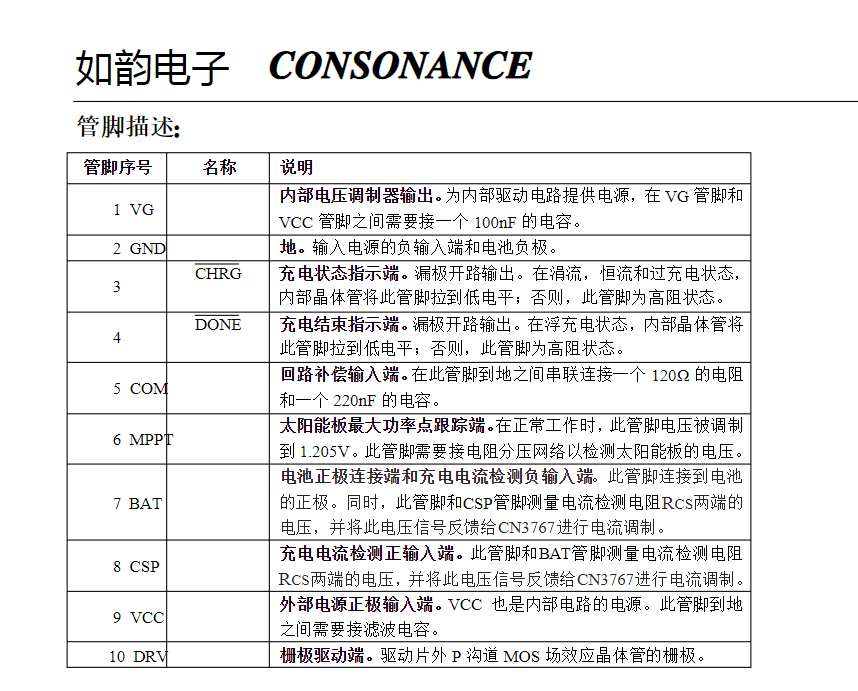 如韵电子 CONSONANCE
管脚描述:
管脚序号 名称 说明
1 VG 内部电压调制器输出。为内部驱动电路提供电源，在 VG 管脚和
VCC 管脚之间需要接一个 100nF 的电容。
2 GND 地。输入电源的负输入端和电池负极。
3 CHRG 充电状态指示端。漏极开路输出。在涓流，恒流和过充电状态，
内部晶体管将此管脚拉到低电平；否则，此管脚为高阻状态。
4 DONE 充电结束指示端。漏极开路输出。在浮充电状态，内部晶体管将
此管脚拉到低电平；否则，此管脚为高阻状态。
5 COM 回路补偿输入端。在此管脚到地之间串联连接一个 120Ω 的电阻
和一个 220nF 的电容。
6 MPPT 太阳能板最大功率点跟踪端。在正常工作时，此管脚电压被调制
到 1.205V。此管脚需要接电阻分压网络以检测太阳能板的电压。
7 BAT 电池正极连接端和充电电流检测负输入端。此管脚连接到电池
的正极。同时，此管脚和CSP管脚测量电流检测电阻RCS两端的
电压，并将此电压信号反馈给CN3767进行电流调制。
8 CSP 充电电流检测正输入端。此管脚和BAT管脚测量电流检测电阻
RCS两端的电压，并将此电压信号反馈给CN3767进行电流调制。
9 VCC 外部电源正极输入端。VCC 也是内部电路的电源。此管脚到地
之间需要接滤波电容。
10 DRV 栅极驱动端。驱动片外 P 沟道 MOS 场效应晶体管的栅极。